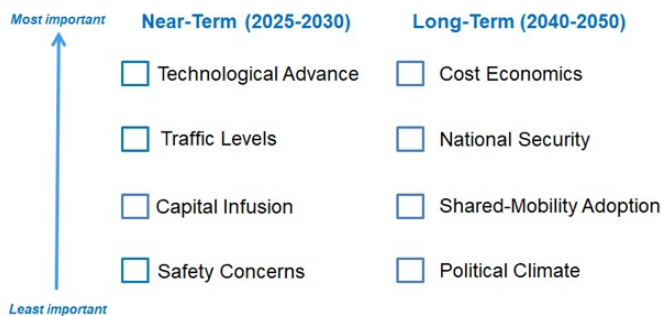 Most important
Near-Term (2025-2030)
Long-Term (2040-2050)
Technological Advance
Cost Economics
Traffic Levels
National Security
Capital Infusion
Shared-Mobility Adoption
Safety Concerns
Political Climate
Least important